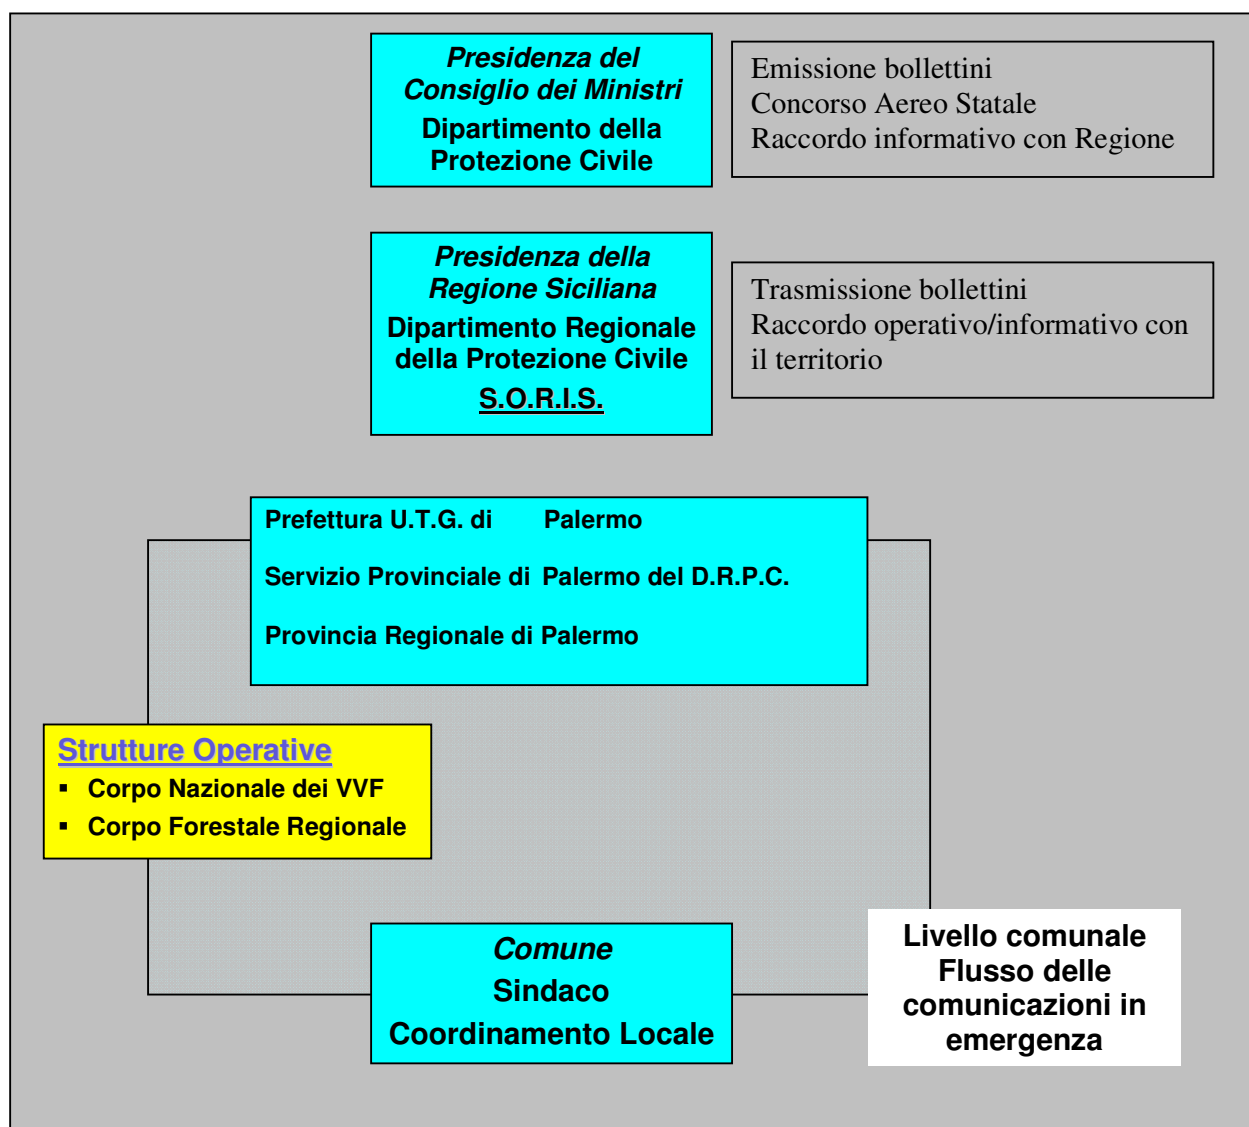 Presidenza del
Consiglio dei Ministri
Dipartimento della
Protezione Civile
Emissione bollettini
Concorso Aereo Statale
Raccordo informativo con Regione
Presidenza della
Regione Siciliana
Dipartimento Regionale
della Protezione Civile
S.O.R.I.S.
Trasmissione bollettini
Raccordo operativo/informativo con
il territorio
Prefettura U.T.G. di Palermo
Servizio Provinciale di Palermo del D.R.P.C.
Provincia Regionale di Palermo
Strutture Operative
▪ Corpo Nazionale dei VVF
▪ Corpo Forestale Regionale
Comune
Sindaco
Coordinamento Locale
Livello comunale
Flusso delle
comunicazioni in
emergenza